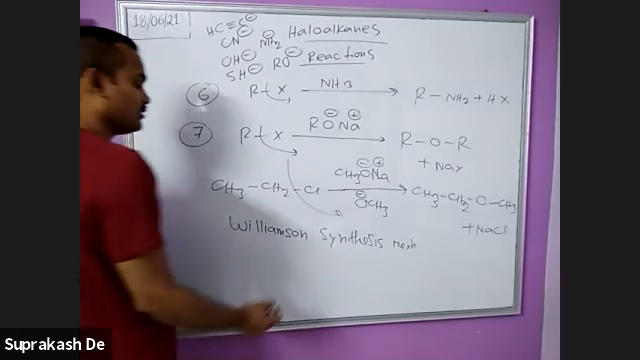 18/06/21
HC≡C⊖
CN⊖ NH₂⊖ Haloalkanes
OH⊖ RO⊖ Reactions
SH⊖
6 R-X NH3 R-NH₂ + HX
7 R-X RO⊖Na⊕ R-O-R
+ NaX
CH₃-CH₂-Cl CH₃O⊖Na⊕ CH₃-CH₂-O-CH₃
⊖OCH₃
+ NaCl
Williamson Synthesis
Suprakash De